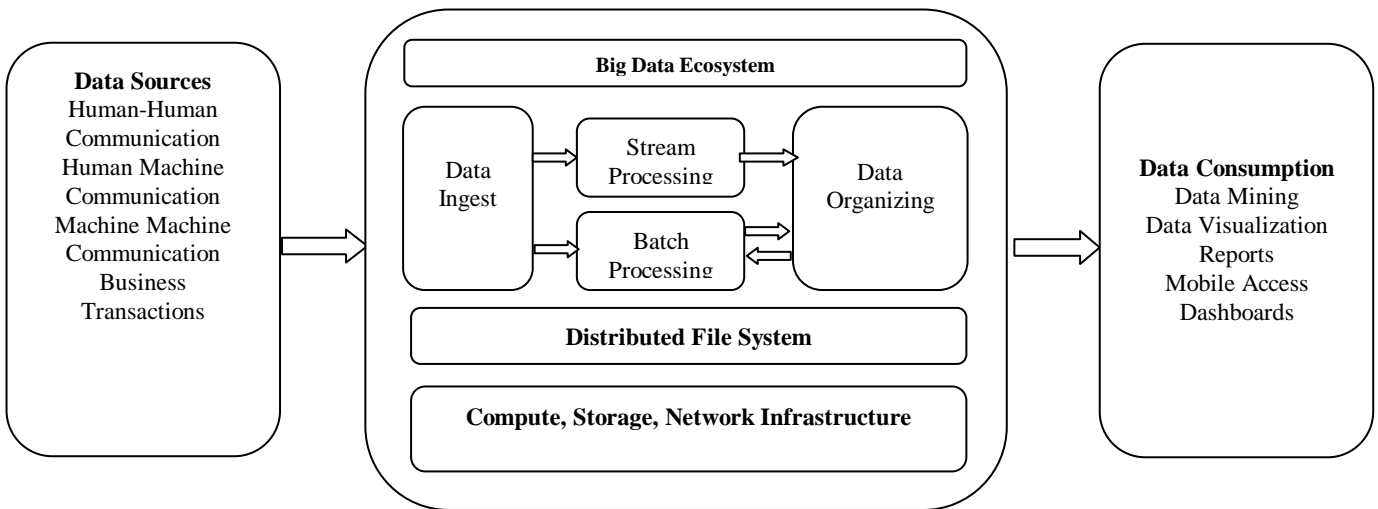 Data Sources
Human-Human
Communication
Human Machine
Communication
Machine Machine
Communication
Business
Transactions
Big Data Ecosystem
Data
Ingest
Stream
Processing
Batch
Processing
Data
Organizing
Distributed File System
Compute, Storage, Network Infrastructure
Data Consumption
Data Mining
Data Visualization
Reports
Mobile Access
Dashboards